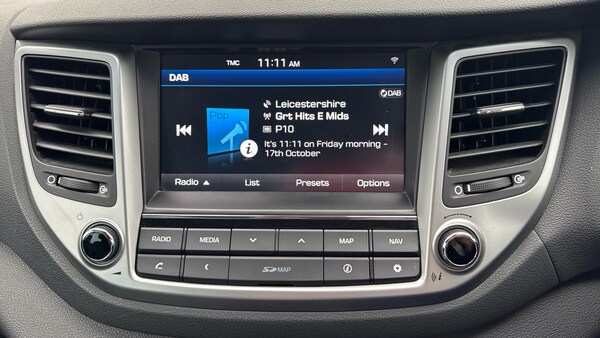 TMC 11:11 AM
DAB
DAB
Pop
Leicestershire
Grt Hits E Mids
P10
It's 11:11 on Friday morning -
17th October
i
Radio ▲ List Presets Options
RADIO MEDIA MAP NAV
SD MAP i
i